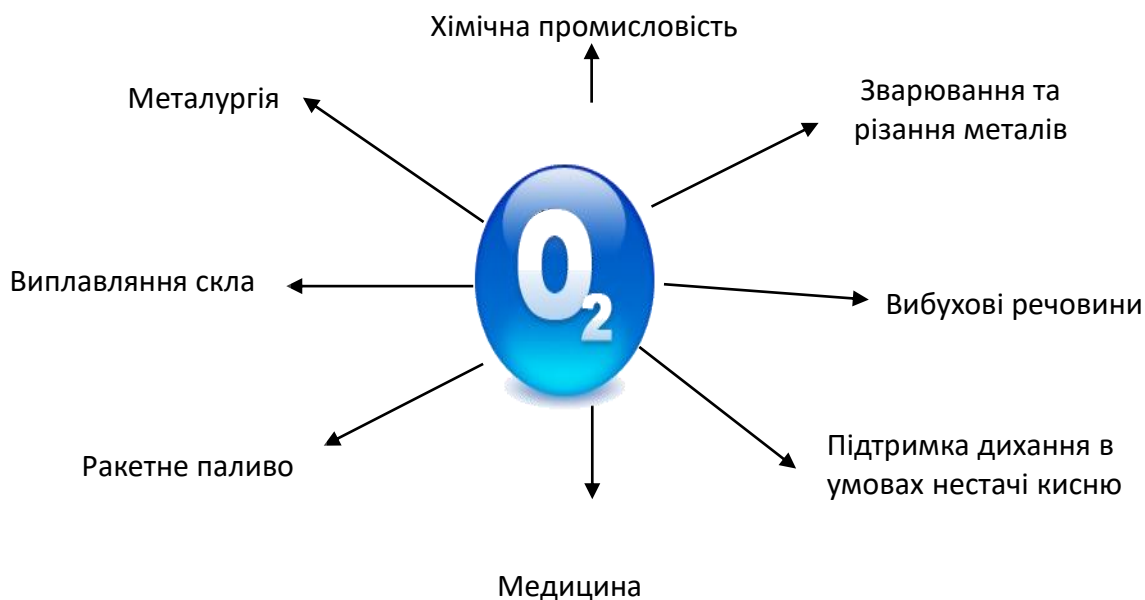 Хімічна промисловість
Металургія
Зварювання та
різання металів
O2
Виплавляння скла
Вибухові речовини
Ракетне паливо
Підтримка дихання в
умовах нестачі кисню
Медицина